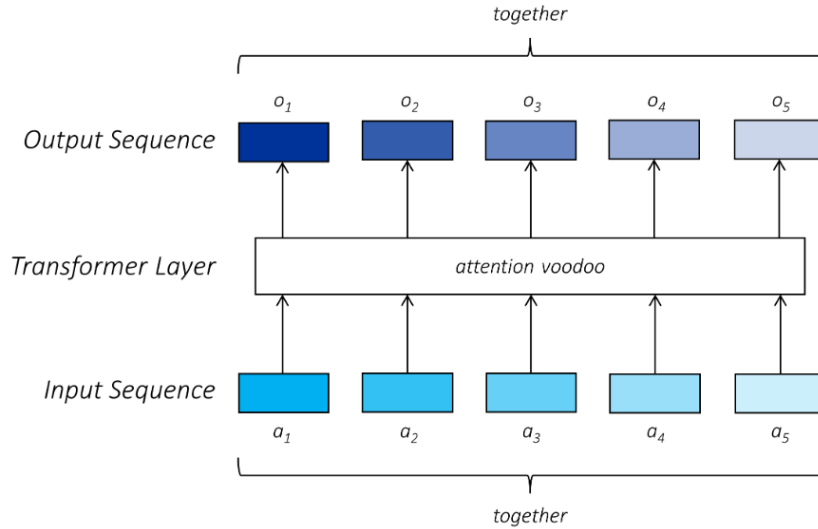 together
o1 o2 o3 o4 o5
Output Sequence
Transformer Layer
attention voodoo
Input Sequence
a1 a2 a3 a4 a5
together